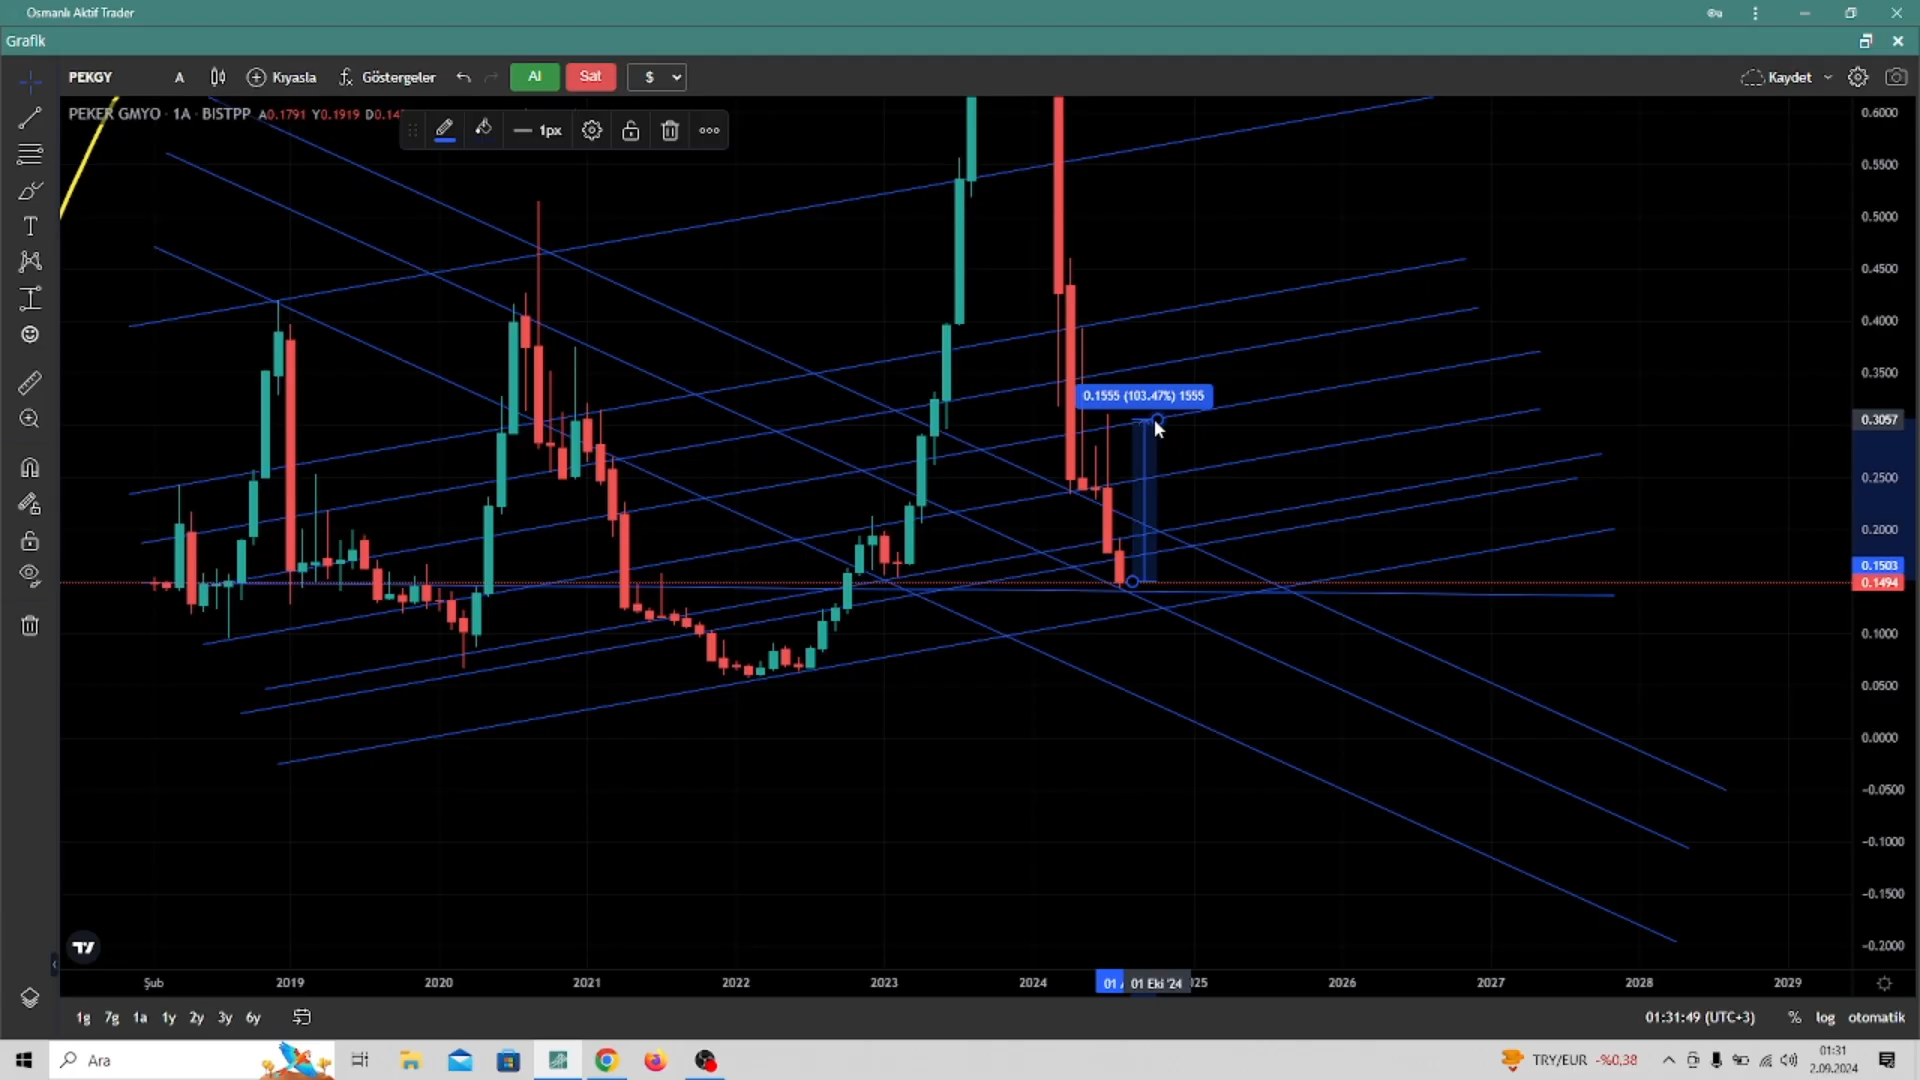 Osmanlı Aktif Trader
Grafik
PEKGY A Kıyasla Göstergeler Al Sat $ Kaydet
PEKER GMYO · 1A · BISTPP A0.1791 Y0.1919 D0.14
1px
0.6000
0.5500
0.5000
0.4500
0.4000
0.3500
0.1555 (103.47%) 1555
0.3057
0.2500
0.2000
0.1503
0.1494
0.1000
0.0500
0.0000
−0.0500
−0.1000
−0.1500
−0.2000
Şub 2019 2020 2021 2022 2023 2024 01 01 Eki '24 2026 2027 2028 2029
1g 7g 1a 1y 2y 3y 6y 01:31:49 (UTC+3) % log otomatik
Ara TRY/EUR -%0,38 01:31
2.09.2024